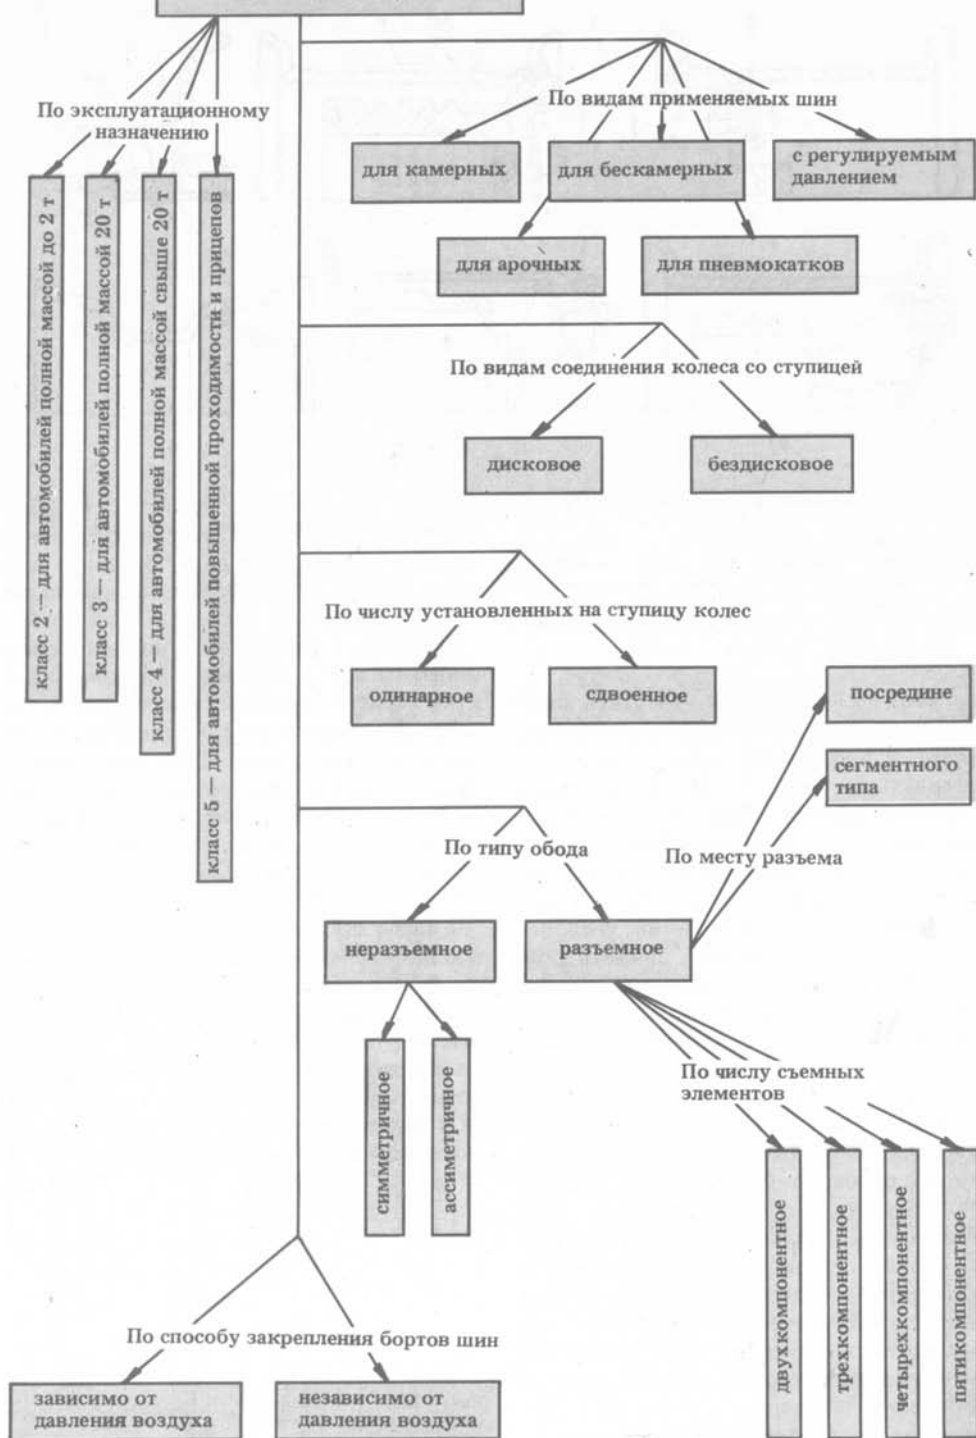 По эксплуатационному
назначению
класс 2 — для автомобилей полной массой до 2 т
класс 3 — для автомобилей полной массой 20 т
класс 4 — для автомобилей полной массой свыше 20 т
класс 5 — для автомобилей повышенной проходимости и прицепов
По видам применяемых шин
для камерных
для бескамерных
с регулируемым
давлением
для арочных
для пневмокатков
По видам соединения колеса со ступицей
дисковое
бездисковое
По числу установленных на ступицу колес
одинарное
сдвоенное
По типу обода
неразъемное
разъемное
По месту разъема
посредине
сегментного
типа
симметричное
ассиметричное
По числу съемных
элементов
двухкомпонентное
трехкомпонентное
четырехкомпонентное
пятикомпонентное
По способу закрепления бортов шин
зависимо от
давления воздуха
независимо от
давления воздуха